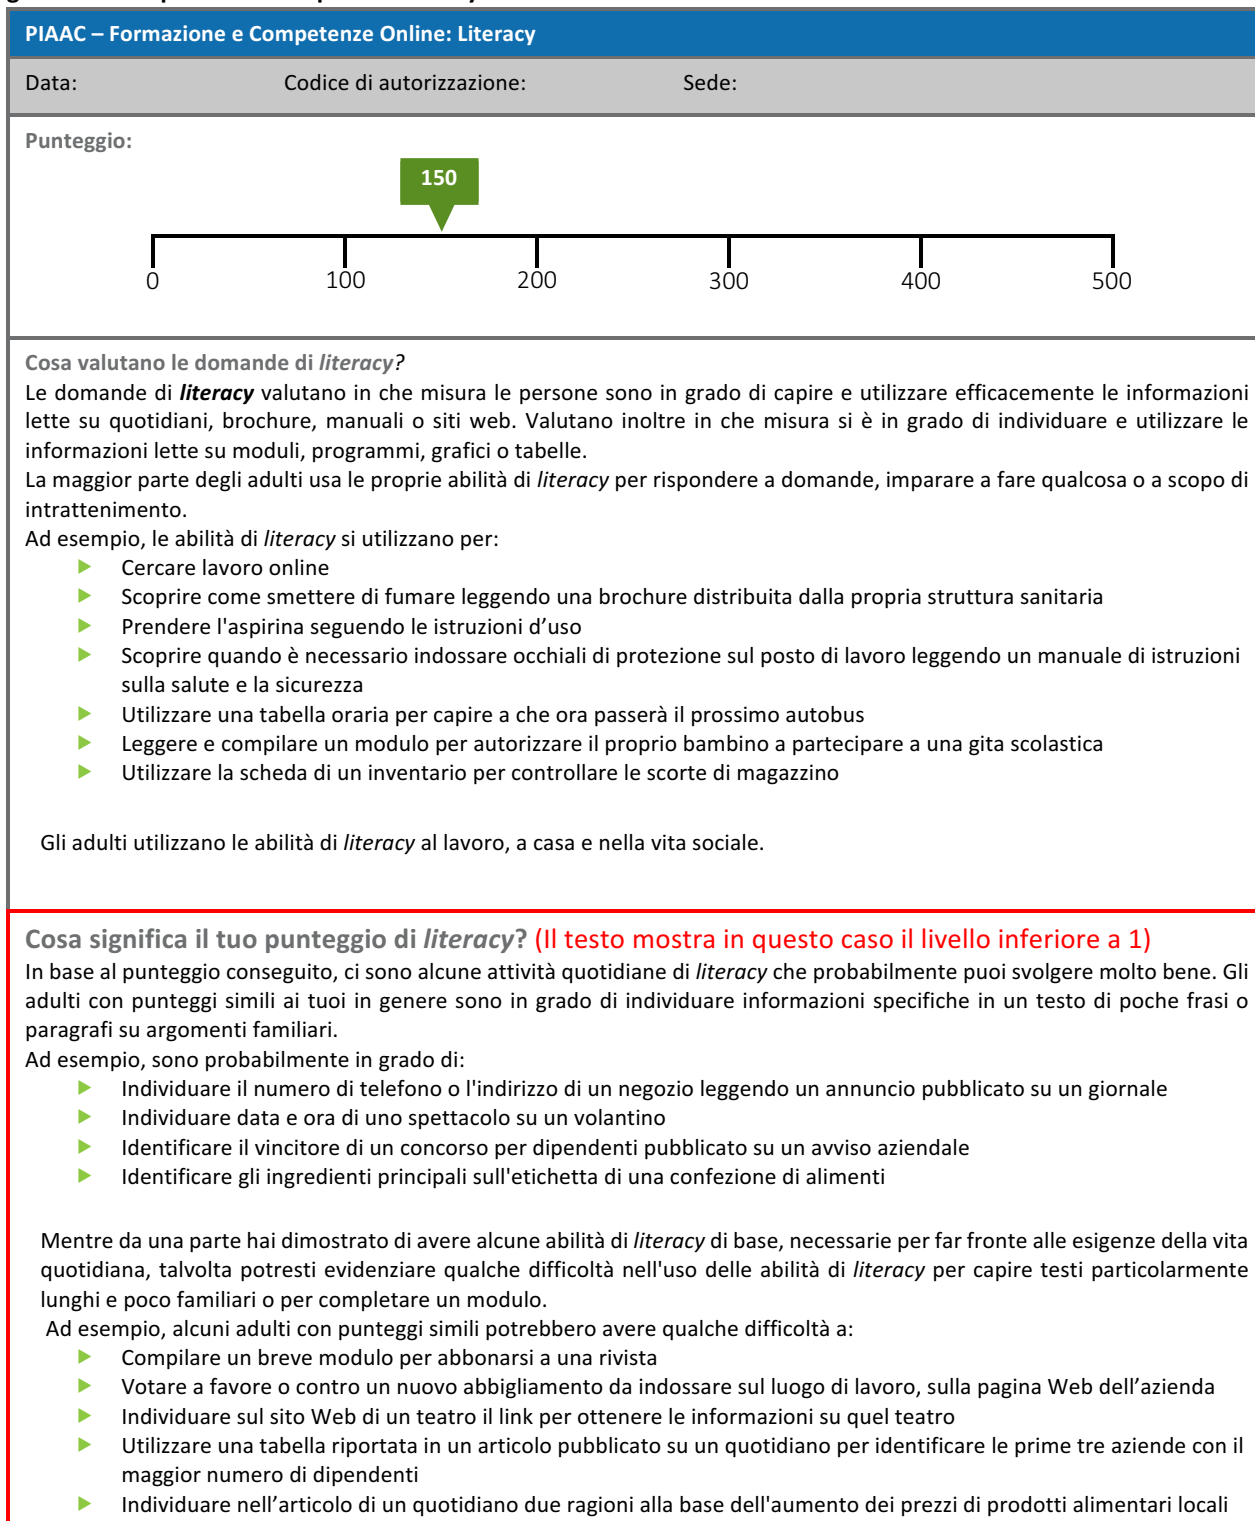 PIAAC – Formazione e Competenze Online: Literacy
Data: Codice di autorizzazione: Sede:
Punteggio:
150
0 100 200 300 400 500
Cosa valutano le domande di literacy?
Le domande di literacy valutano in che misura le persone sono in grado di capire e utilizzare efficacemente le informazioni
lette su quotidiani, brochure, manuali o siti web. Valutano inoltre in che misura si è in grado di individuare e utilizzare le
informazioni lette su moduli, programmi, grafici o tabelle.
La maggior parte degli adulti usa le proprie abilità di literacy per rispondere a domande, imparare a fare qualcosa o a scopo di
intrattenimento.
Ad esempio, le abilità di literacy si utilizzano per:
Cercare lavoro online
Scoprire come smettere di fumare leggendo una brochure distribuita dalla propria struttura sanitaria
Prendere l'aspirina seguendo le istruzioni d’uso
Scoprire quando è necessario indossare occhiali di protezione sul posto di lavoro leggendo un manuale di istruzioni
sulla salute e la sicurezza
Utilizzare una tabella oraria per capire a che ora passerà il prossimo autobus
Leggere e compilare un modulo per autorizzare il proprio bambino a partecipare a una gita scolastica
Utilizzare la scheda di un inventario per controllare le scorte di magazzino
Gli adulti utilizzano le abilità di literacy al lavoro, a casa e nella vita sociale.
Cosa significa il tuo punteggio di literacy? (Il testo mostra in questo caso il livello inferiore a 1)
In base al punteggio conseguito, ci sono alcune attività quotidiane di literacy che probabilmente puoi svolgere molto bene. Gli
adulti con punteggi simili ai tuoi in genere sono in grado di individuare informazioni specifiche in un testo di poche frasi o
paragrafi su argomenti familiari.
Ad esempio, sono probabilmente in grado di:
Individuare il numero di telefono o l'indirizzo di un negozio leggendo un annuncio pubblicato su un giornale
Individuare data e ora di uno spettacolo su un volantino
Identificare il vincitore di un concorso per dipendenti pubblicato su un avviso aziendale
Identificare gli ingredienti principali sull'etichetta di una confezione di alimenti
Mentre da una parte hai dimostrato di avere alcune abilità di literacy di base, necessarie per far fronte alle esigenze della vita
quotidiana, talvolta potresti evidenziare qualche difficoltà nell'uso delle abilità di literacy per capire testi particolarmente
lunghi e poco familiari o per completare un modulo.
Ad esempio, alcuni adulti con punteggi simili potrebbero avere qualche difficoltà a:
Compilare un breve modulo per abbonarsi a una rivista
Votare a favore o contro un nuovo abbigliamento da indossare sul luogo di lavoro, sulla pagina Web dell’azienda
Individuare sul sito Web di un teatro il link per ottenere le informazioni su quel teatro
Utilizzare una tabella riportata in un articolo pubblicato su un quotidiano per identificare le prime tre aziende con il
maggior numero di dipendenti
Individuare nell’articolo di un quotidiano due ragioni alla base dell'aumento dei prezzi di prodotti alimentari locali